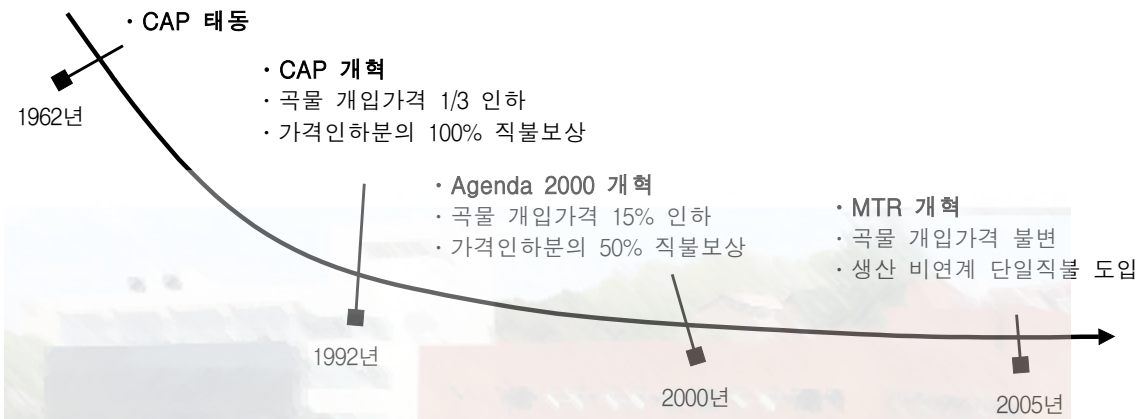 · CAP 태동
1962년
· CAP 개혁
· 곡물 개입가격 1/3 인하
· 가격인하분의 100% 직불보상
1992년
· Agenda 2000 개혁
· 곡물 개입가격 15% 인하
· 가격인하분의 50% 직불보상
2000년
· MTR 개혁
· 곡물 개입가격 불변
· 생산 비연계 단일직불 도입
2005년